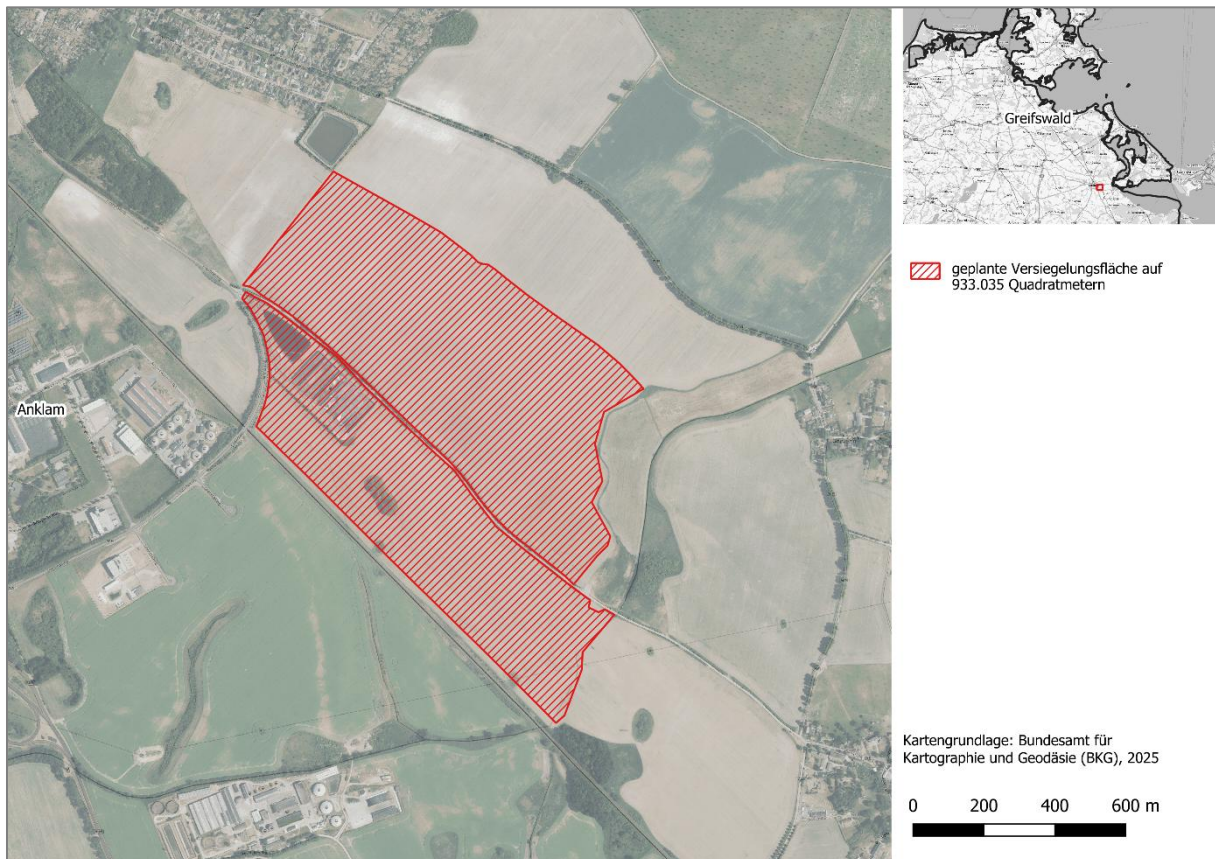 Greifswald
geplante Versiegelungsfläche auf
933.035 Quadratmetern
Anklam
Kartengrundlage: Bundesamt für
Kartographie und Geodäsie (BKG), 2025
0 200 400 600 m